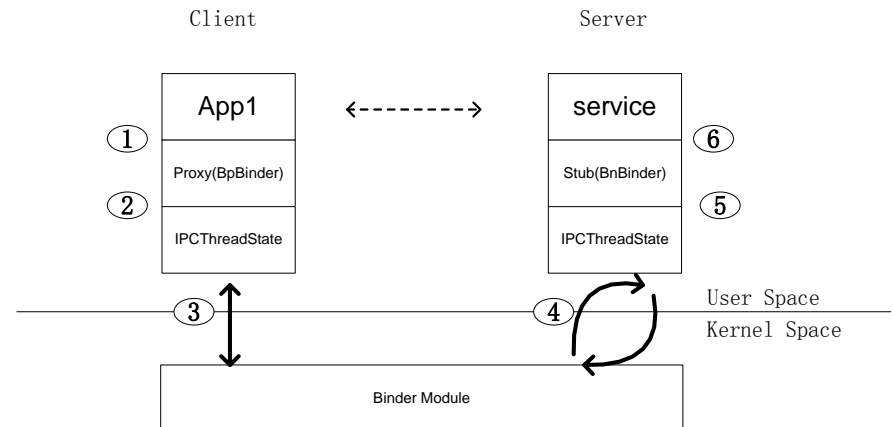 Client Server
App1 service
① ⑥
Proxy(BpBinder) Stub(BnBinder)
② ⑤
IPCThreadState IPCThreadState
③ ④ User Space
Kernel Space
Binder Module